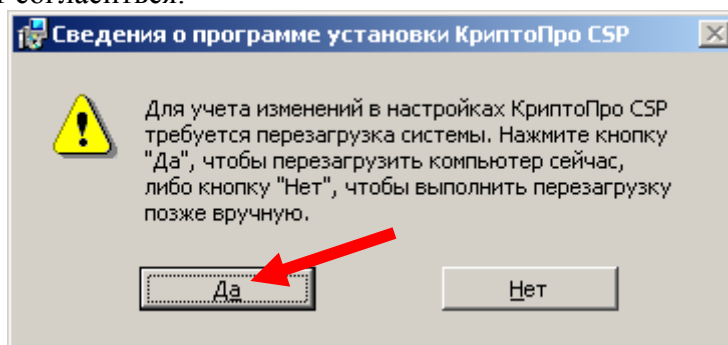 согласиться.
Сведения о программе установки КриптоПро CSP
Для учета изменений в настройках КриптоПро CSP
требуется перезагрузка системы. Нажмите кнопку
"Да", чтобы перезагрузить компьютер сейчас,
либо кнопку "Нет", чтобы выполнить перезагрузку
позже вручную.
Да
Нет